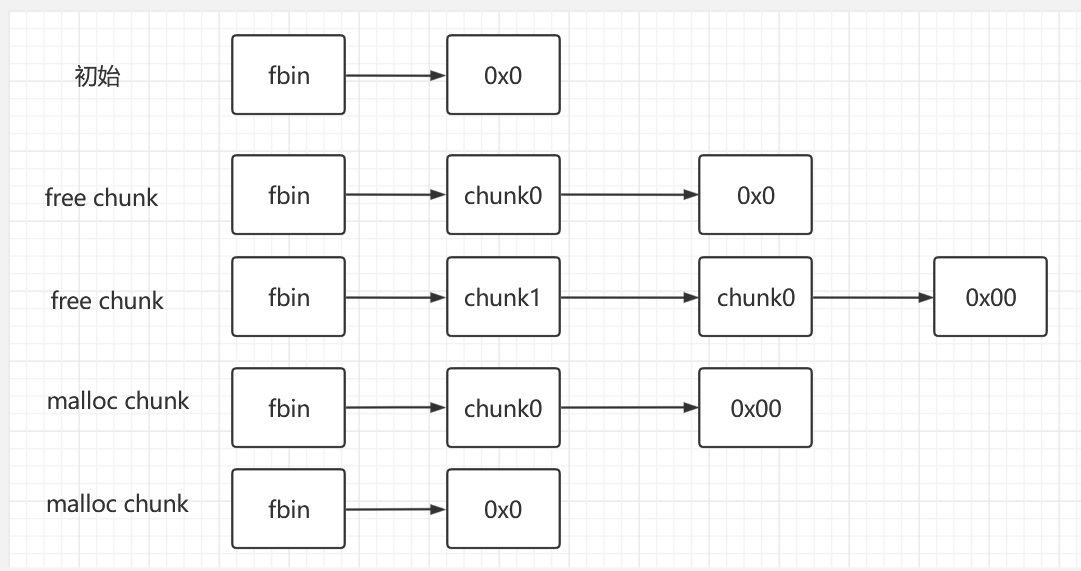 初始 fbin 0x0
free chunk fbin chunk0 0x0
free chunk fbin chunk1 chunk0 0x00
malloc chunk fbin chunk0 0x00
malloc chunk fbin 0x0